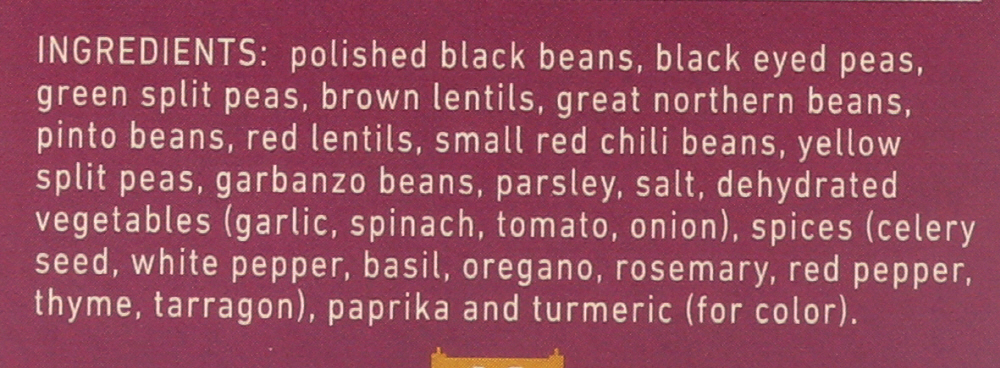 INGREDIENTS: polished black beans, black eyed peas,
green split peas, brown lentils, great northern beans,
pinto beans, red lentils, small red chili beans, yellow
split peas, garbanzo beans, parsley, salt, dehydrated
vegetables (garlic, spinach, tomato, onion), spices (celery
seed, white pepper, basil, oregano, rosemary, red pepper,
thyme, tarragon), paprika and turmeric (for color).